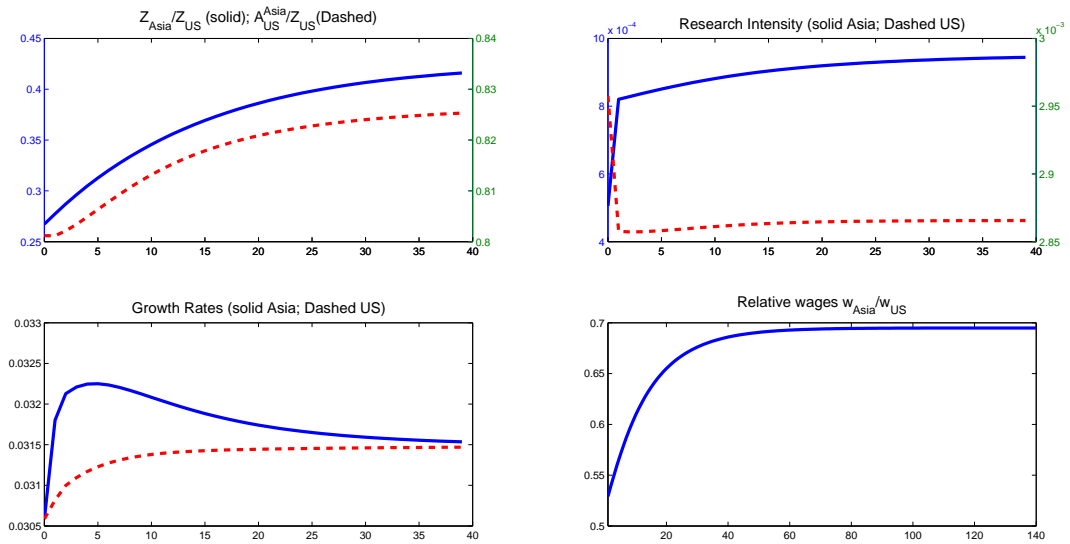 Z_Asia/Z_US (solid); A_US^Asia/Z_US(Dashed)
0.45
0.4
0.35
0.3
0.25
0.84
0.83
0.82
0.81
0.8
0 5 10 15 20 25 30 35 40
Research Intensity (solid Asia; Dashed US)
10 x 10^-4
8
6
4
3 x 10^-3
2.95
2.9
2.85
0 5 10 15 20 25 30 35 40
Growth Rates (solid Asia; Dashed US)
0.033
0.0325
0.032
0.0315
0.031
0.0305
0 5 10 15 20 25 30 35 40
Relative wages w_Asia/w_US
0.7
0.65
0.6
0.55
0.5
20 40 60 80 100 120 140